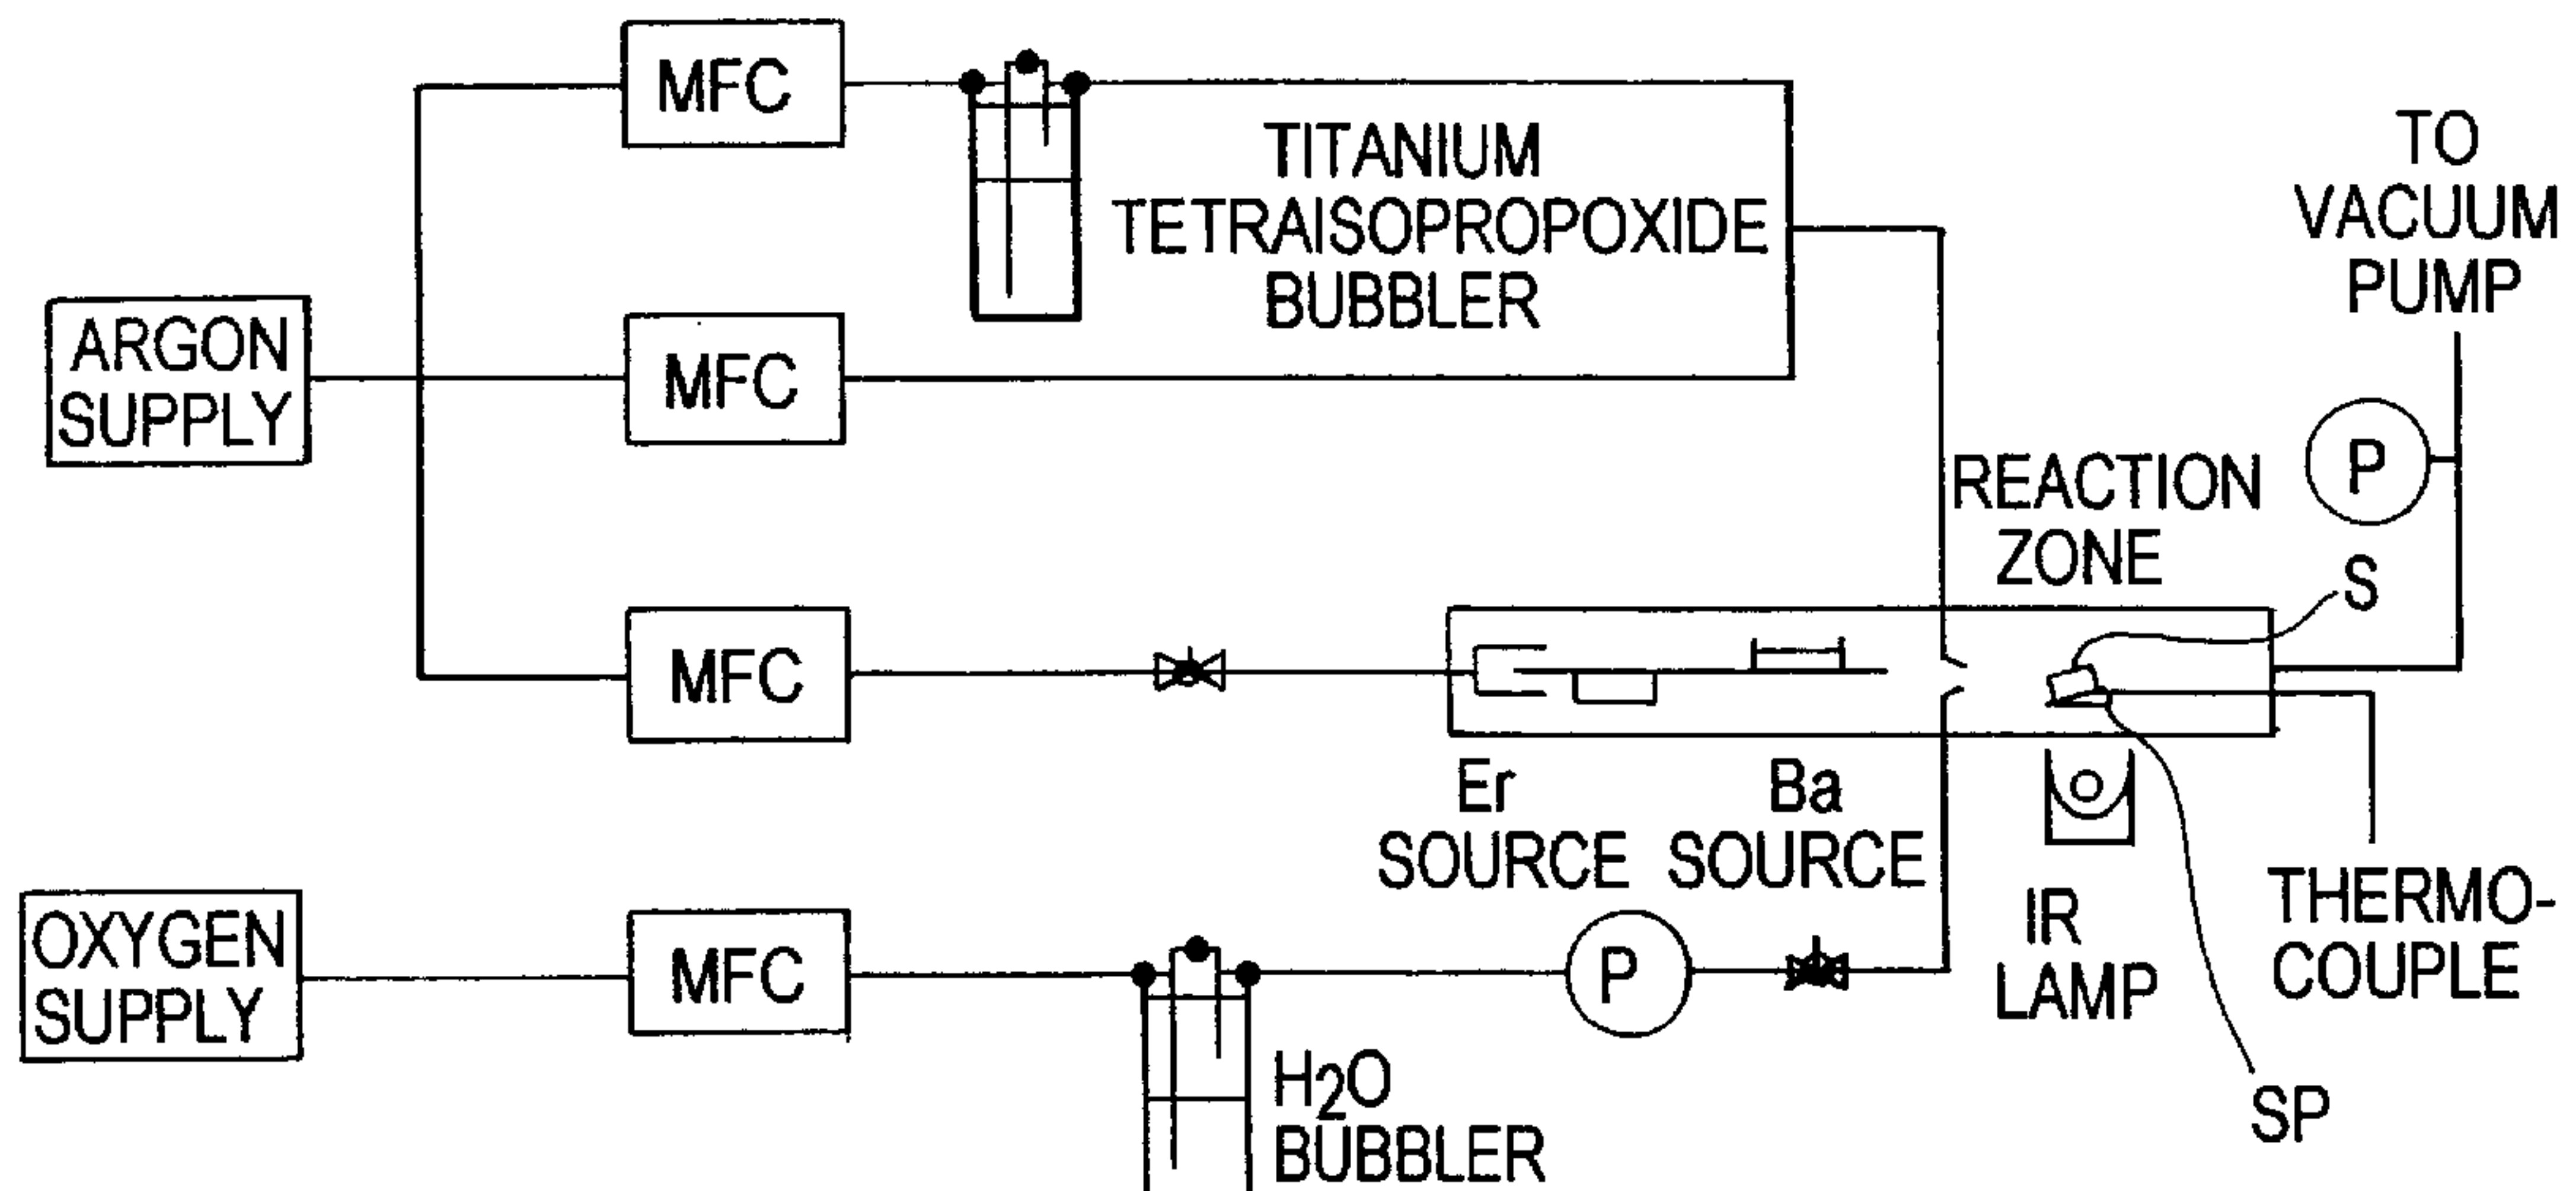 MFC
TITANIUM
TETRAISOPROPOXIDE
BUBBLER
TO
VACUUM
PUMP
ARGON
SUPPLY
MFC
P
REACTION
ZONE
S
MFC
Er
SOURCE
Ba
SOURCE
IR
LAMP
THERMO-
COUPLE
OXYGEN
SUPPLY
MFC
P
H2O
BUBBLER
SP